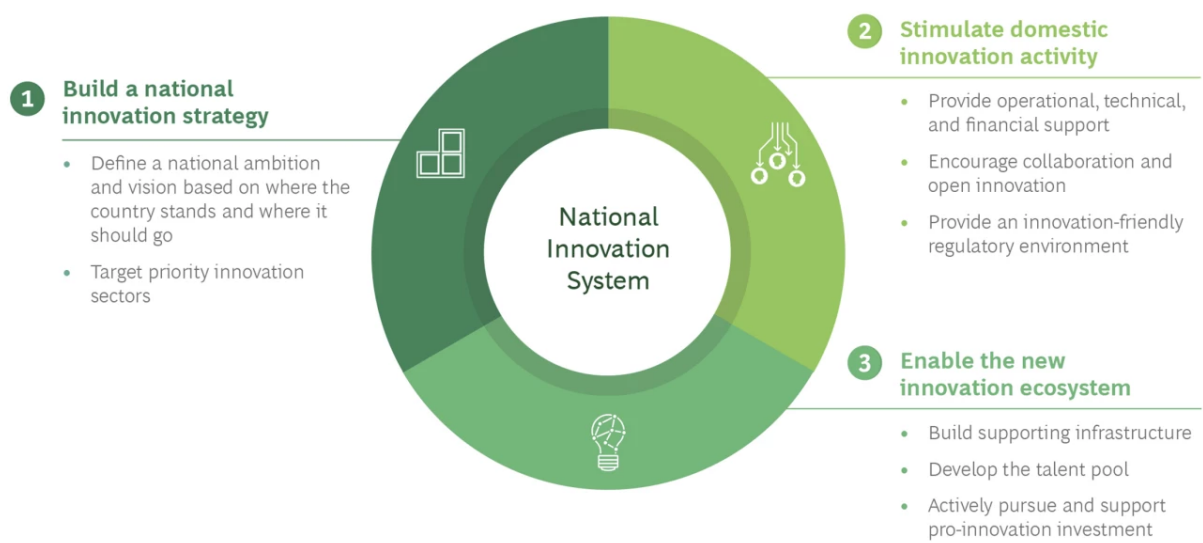 1
Build a national
innovation strategy
• Define a national ambition
and vision based on where the
country stands and where it
should go
• Target priority innovation
sectors
National
Innovation
System
2
Stimulate domestic
innovation activity
• Provide operational, technical,
and financial support
• Encourage collaboration and
open innovation
• Provide an innovation-friendly
regulatory environment
3
Enable the new
innovation ecosystem
• Build supporting infrastructure
• Develop the talent pool
• Actively pursue and support
pro-innovation investment